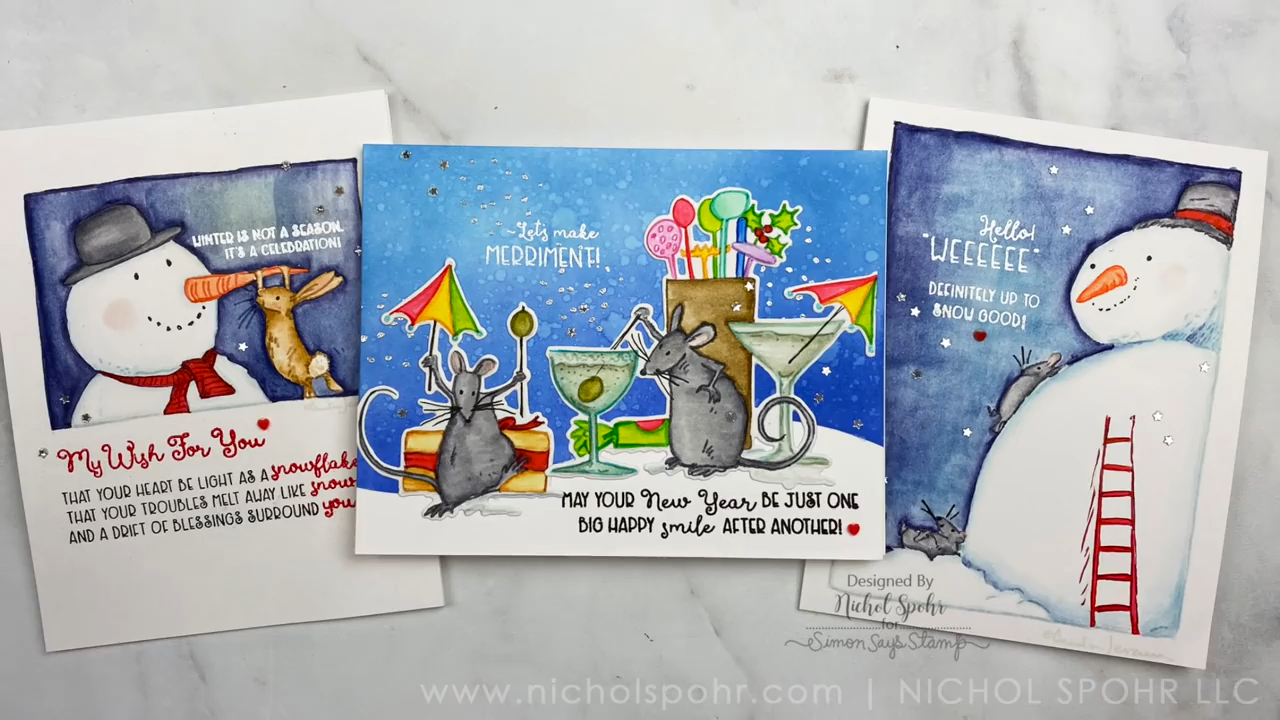 WINTER IS NOT A SEASON,
IT'S A CELEBRATION!
My Wish For You
THAT YOUR HEART BE LIGHT AS A snowflake
THAT YOUR TROUBLES MELT AWAY LIKE snow
AND A DRIFT OF BLESSINGS SURROUND you
Let's make
MERRIMENT!
MAY YOUR New Year BE JUST ONE
BIG HAPPY smile AFTER ANOTHER!
Hello!
"WEEEEEE"
DEFINITELY UP TO
SNOW GOOD!
Designed By
Nichol Spohr
for
Simon Says Stamp
www.nicholspohr.com | NICHOL SPOHR LLC